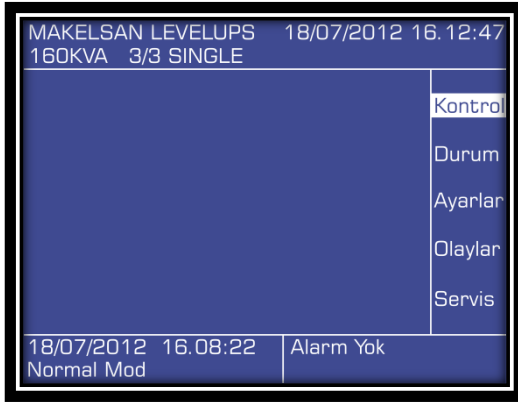 MAKELSAN LEVELUPS 18/07/2012 16.12:47
160KVA 3/3 SINGLE
Kontrol
Durum
Ayarlar
Olaylar
Servis
18/07/2012 16.08:22 Alarm Yok
Normal Mod